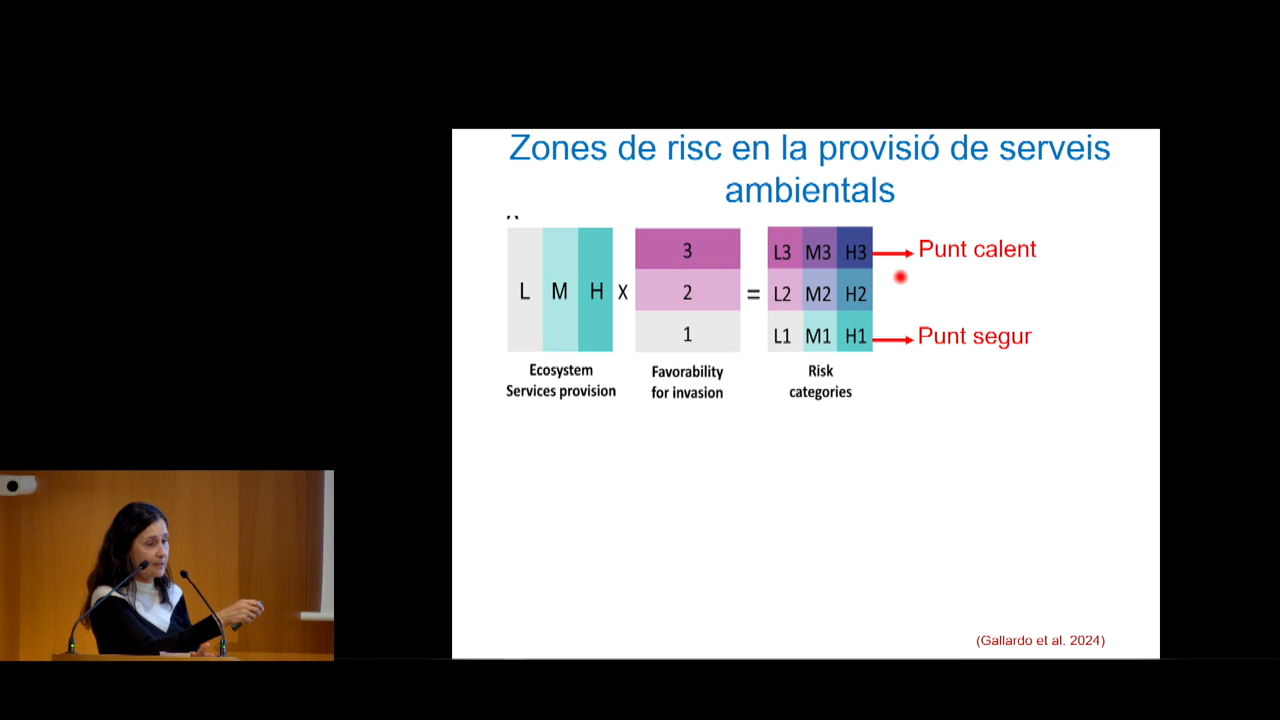 Zones de risc en la provisió de serveis
ambientals
L M H x 3 = L3 M3 H3 Punt calent
2 L2 M2 H2
1 L1 M1 H1 Punt segur
Ecosystem
Services provision
Favorability
for invasion
Risk
categories
(Gallardo et al. 2024)